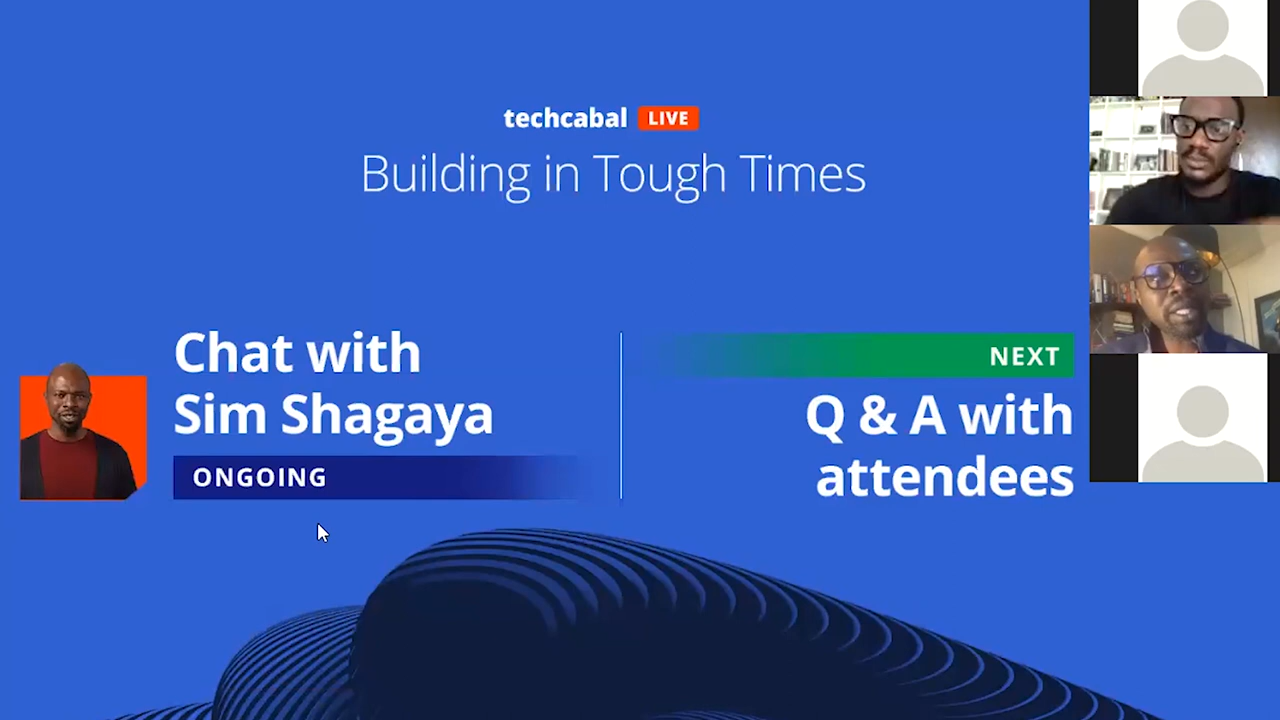 techcabal LIVE
Building in Tough Times
Chat with
Sim Shagaya
ONGOING
NEXT
Q & A with
attendees